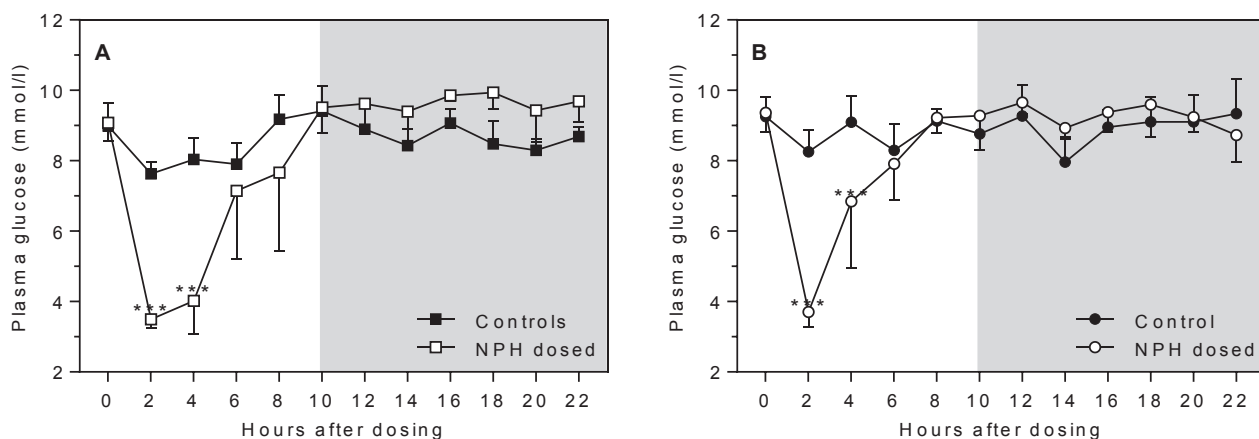 A
Plasma glucose (mmol/l)
12
10
8
6
4
2
***
***
Controls
NPH dosed
0 2 4 6 8 10 12 14 16 18 20 22
Hours after dosing
B
Plasma glucose (mmol/l)
12
10
8
6
4
2
***
***
Control
NPH dosed
0 2 4 6 8 10 12 14 16 18 20 22
Hours after dosing